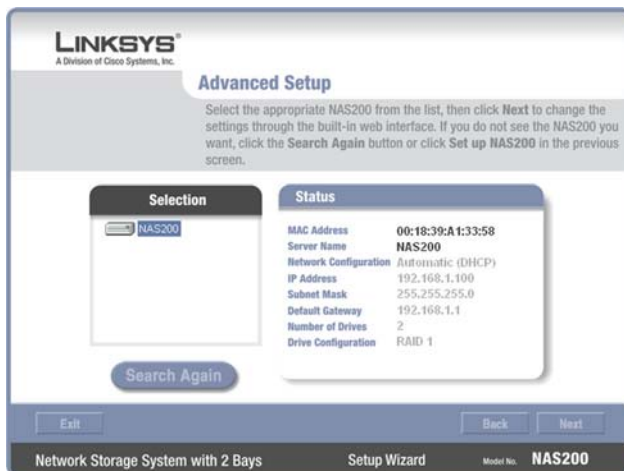 LINKSYS®
A Division of Cisco Systems, Inc.
Advanced Setup
Select the appropriate NAS200 from the list, then click Next to change the
settings through the built-in web interface. If you do not see the NAS200 you
want, click the Search Again button or click Set up NAS200 in the previous
screen.
Selection
NAS200
Status
MAC Address 00:18:39:A1:33:58
Server Name NAS200
Network Configuration Automatic (DHCP)
IP Address 192.168.1.100
Subnet Mask 255.255.255.0
Default Gateway 192.168.1.1
Number of Drives 2
Drive Configuration RAID 1
Search Again
Exit Back Next
Network Storage System with 2 Bays Setup Wizard Model No. NAS200